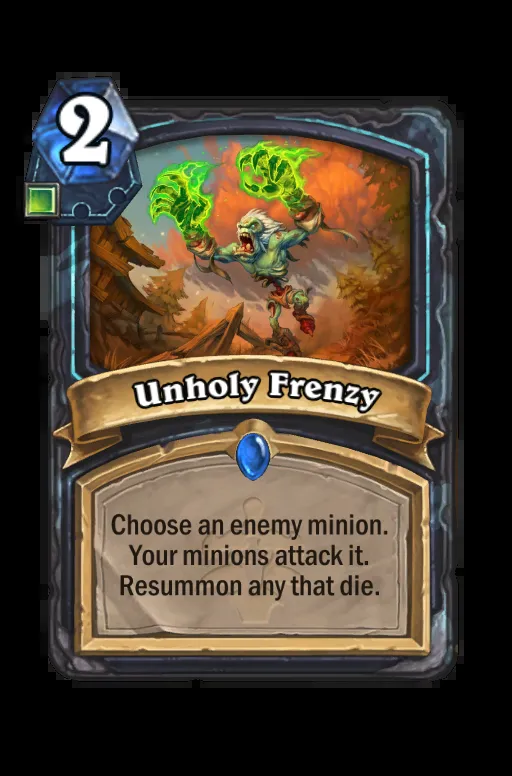 2
Unholy Frenzy
Choose an enemy minion.
Your minions attack it.
Resummon any that die.